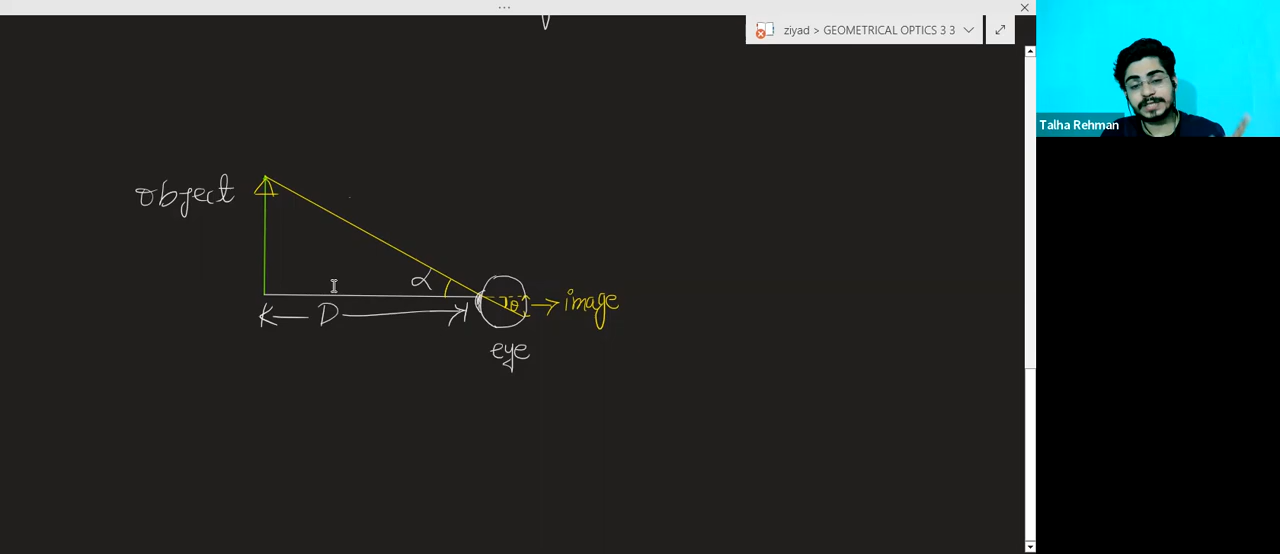 ziyad > GEOMETRICAL OPTICS 3 3
Talha Rehman
object
α
θ
image
D
eye